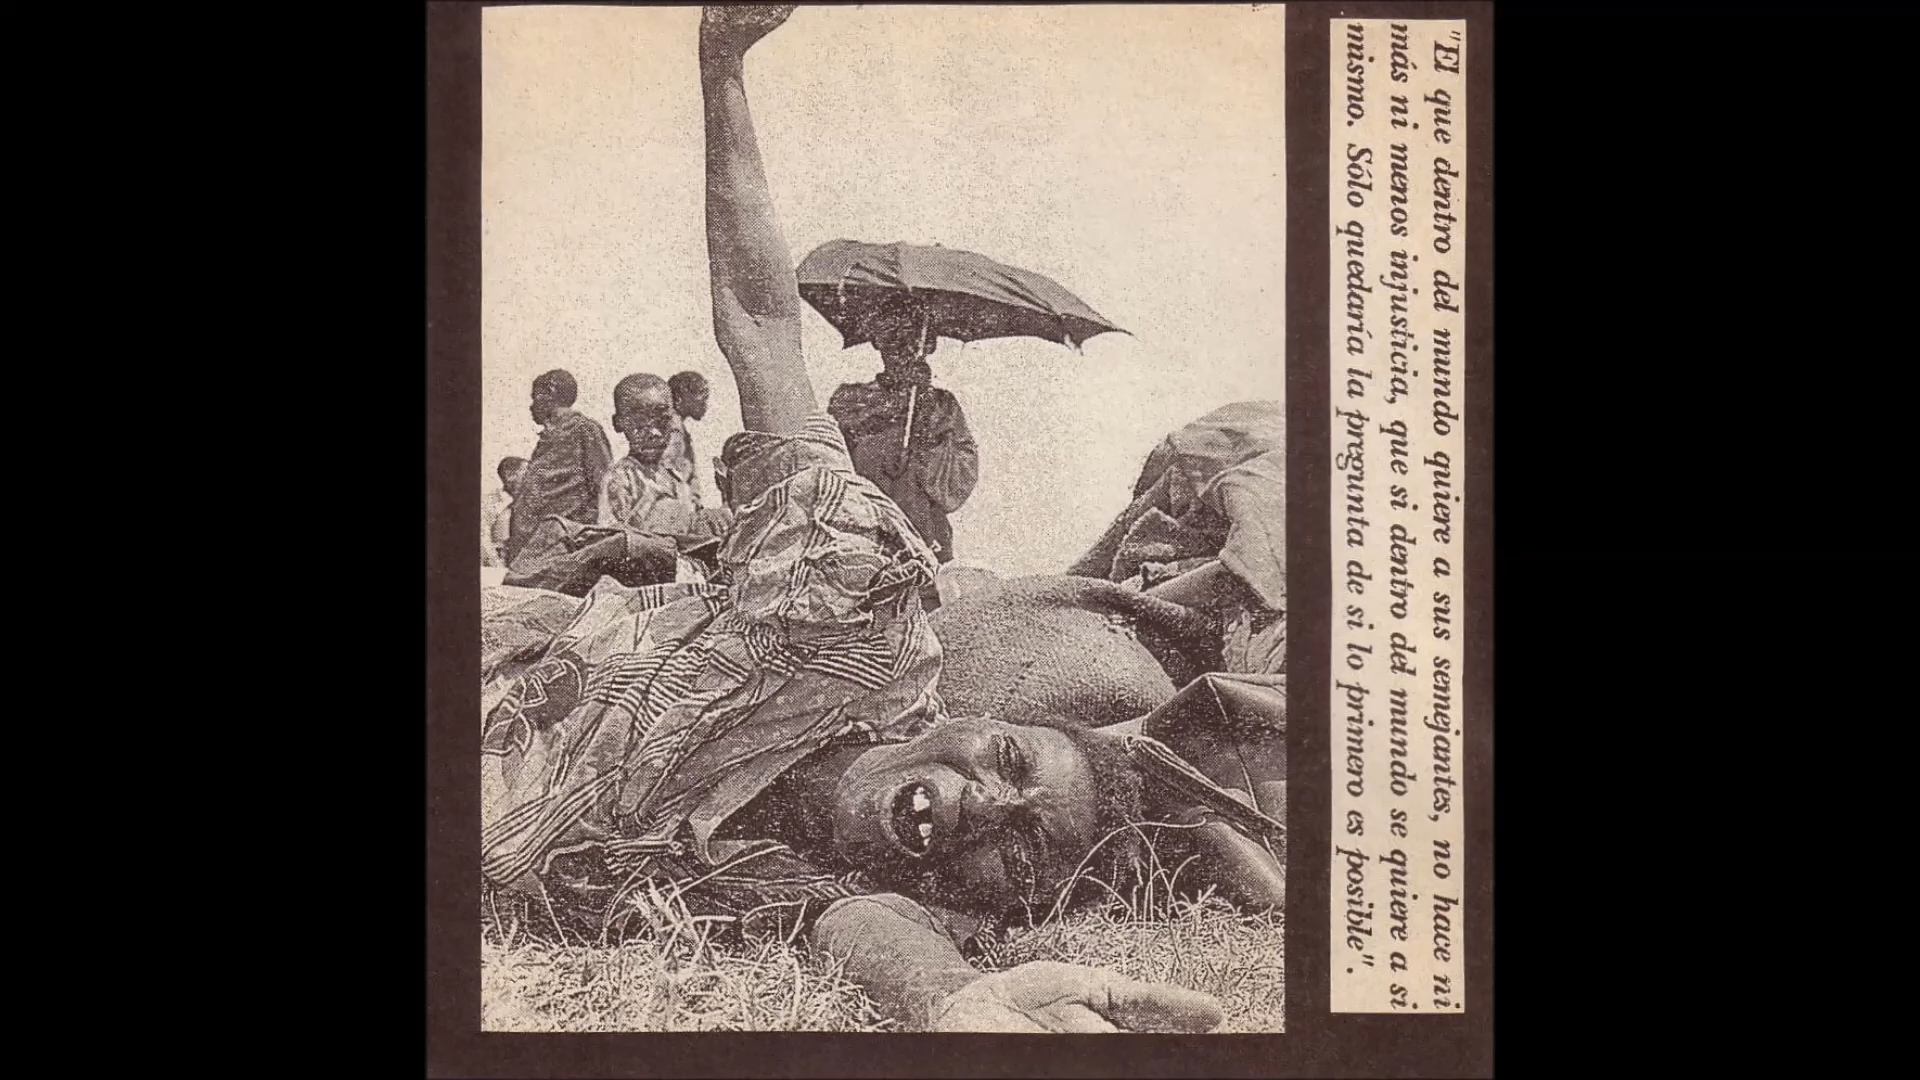 "El que dentro del mundo quiere a sus semejantes, no hace ni
más ni menos injusticia, que si dentro del mundo se quiere a si
mismo. Sólo quedaría la pregunta de si lo primero es posible".